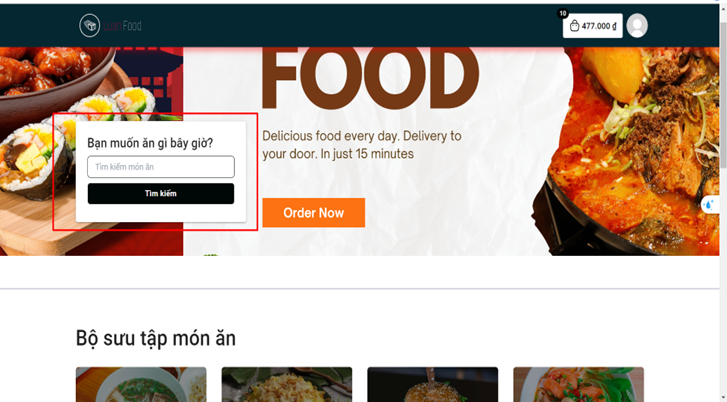 10
LuanFood
477.000 ₫
FOOD
Bạn muốn ăn gì bây giờ?
Tìm kiếm món ăn
Tìm kiếm
Delicious food every day. Delivery to
your door. In just 15 minutes
Order Now
Bộ sưu tập món ăn